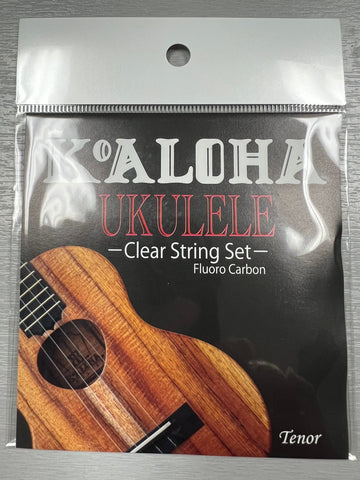 KoALOHA
UKULELE
—Clear String Set—
Fluoro Carbon
Tenor